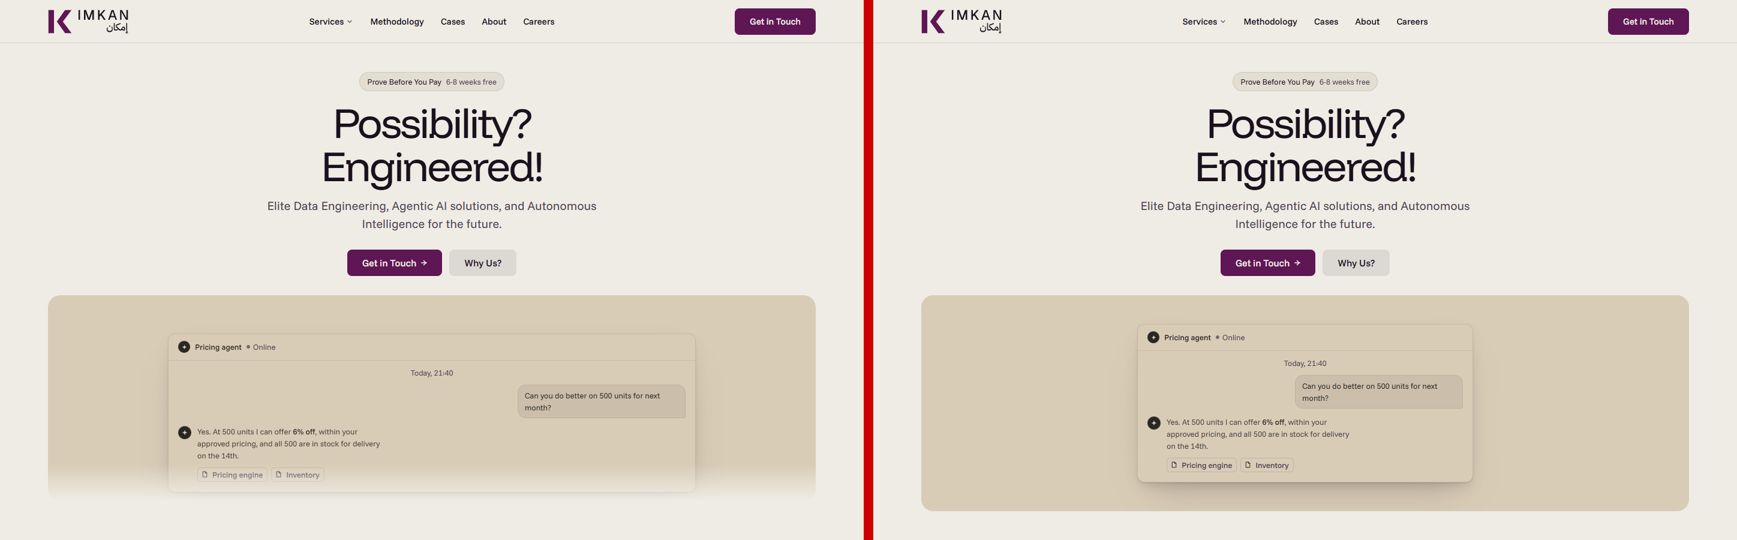 IMKAN
إمكان
Services
Methodology
Cases
About
Careers
Get in Touch
Prove Before You Pay 6-8 weeks free
Possibility?
Engineered!
Elite Data Engineering, Agentic AI solutions, and Autonomous
Intelligence for the future.
Get in Touch →
Why Us?
Pricing agent Online
Today, 21:40
Can you do better on 500 units for next
month?
Yes. At 500 units I can offer 6% off, within your
approved pricing, and all 500 are in stock for delivery
on the 14th.
Pricing engine
Inventory
IMKAN
إمكان
Services
Methodology
Cases
About
Careers
Get in Touch
Prove Before You Pay 6-8 weeks free
Possibility?
Engineered!
Elite Data Engineering, Agentic AI solutions, and Autonomous
Intelligence for the future.
Get in Touch →
Why Us?
Pricing agent Online
Today, 21:40
Can you do better on 500 units for next
month?
Yes. At 500 units I can offer 6% off, within your
approved pricing, and all 500 are in stock for delivery
on the 14th.
Pricing engine
Inventory